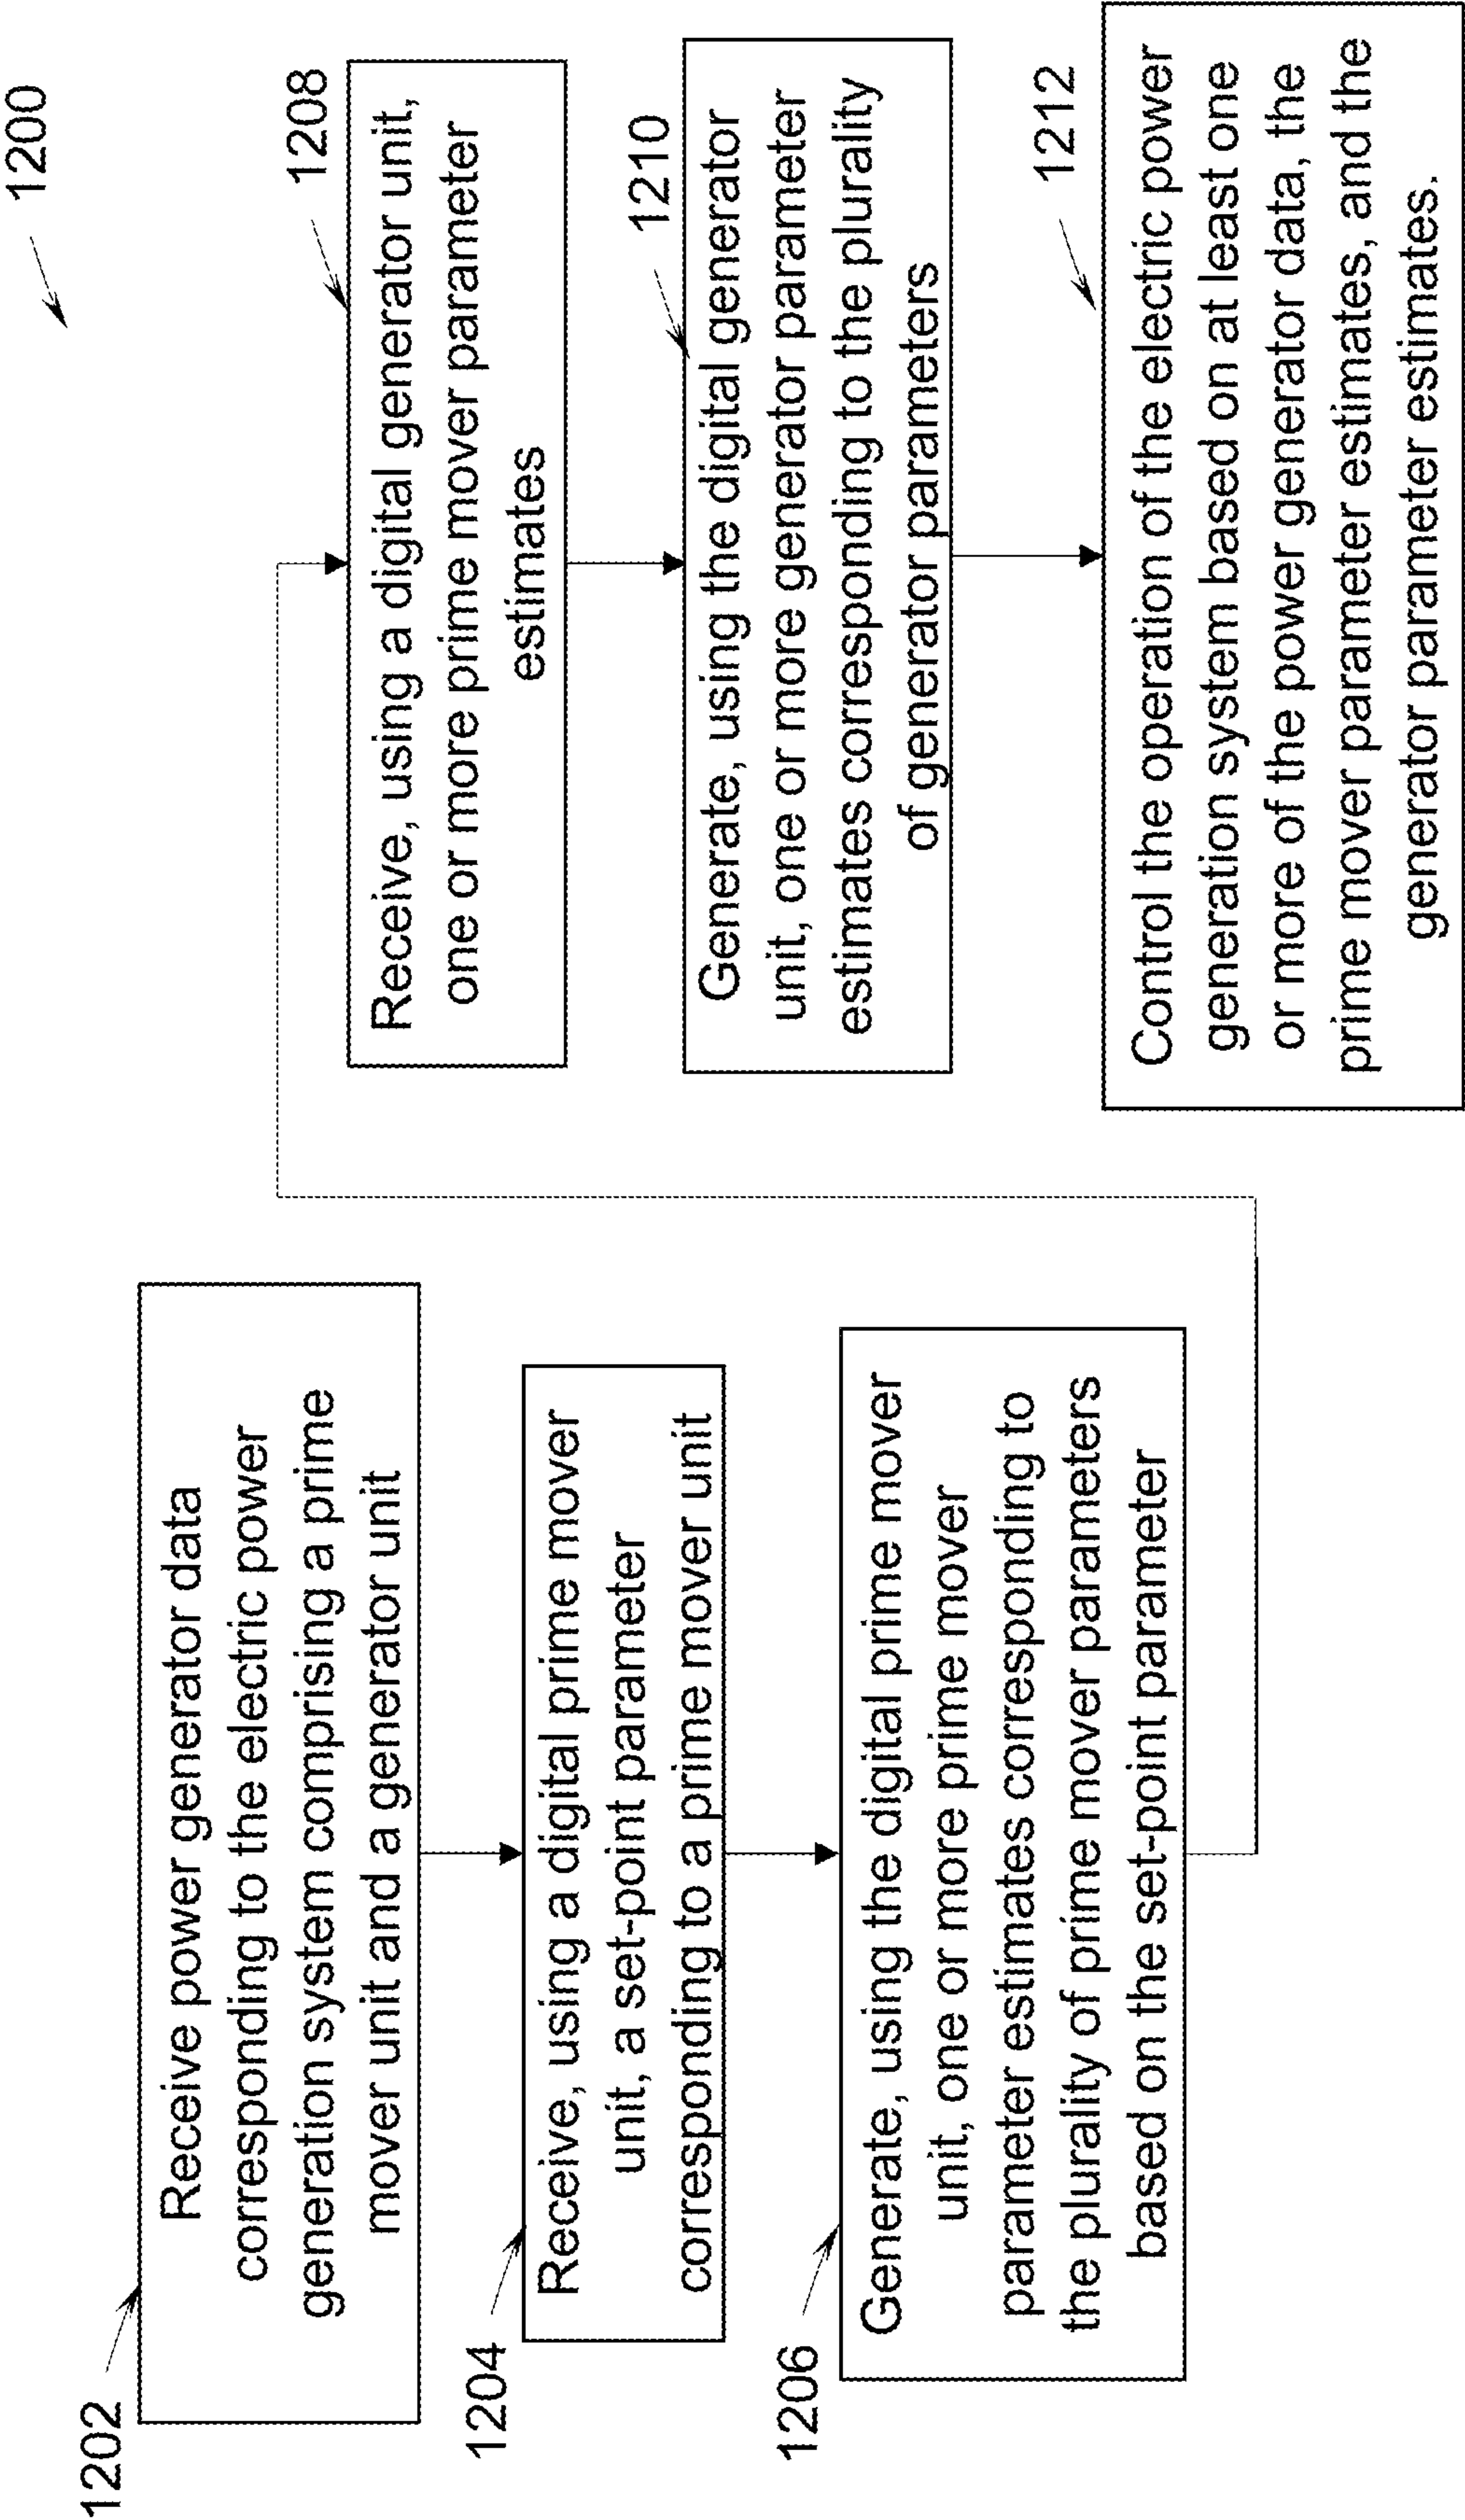 1200
1202
Receive power generator data
corresponding to the electric power
generation system comprising a prime
mover unit and a generator unit
1204
Receive, using a digital prime mover
unit, a set-point parameter
corresponding to a prime mover unit
1206
Generate, using the digital prime mover
unit, one or more prime mover
parameter estimates corresponding to
the plurality of prime mover parameters
based on the set-point parameter
1208
Receive, using a digital generator unit,
one or more prime mover parameter
estimates
1210
Generate, using the digital generator
unit, one or more generator parameter
estimates corresponding to the plurality
of generator parameters
1212
Control the operation of the electric power
generation system based on at least one
or more of the power generator data, the
prime mover parameter estimates, and the
generator parameter estimates.